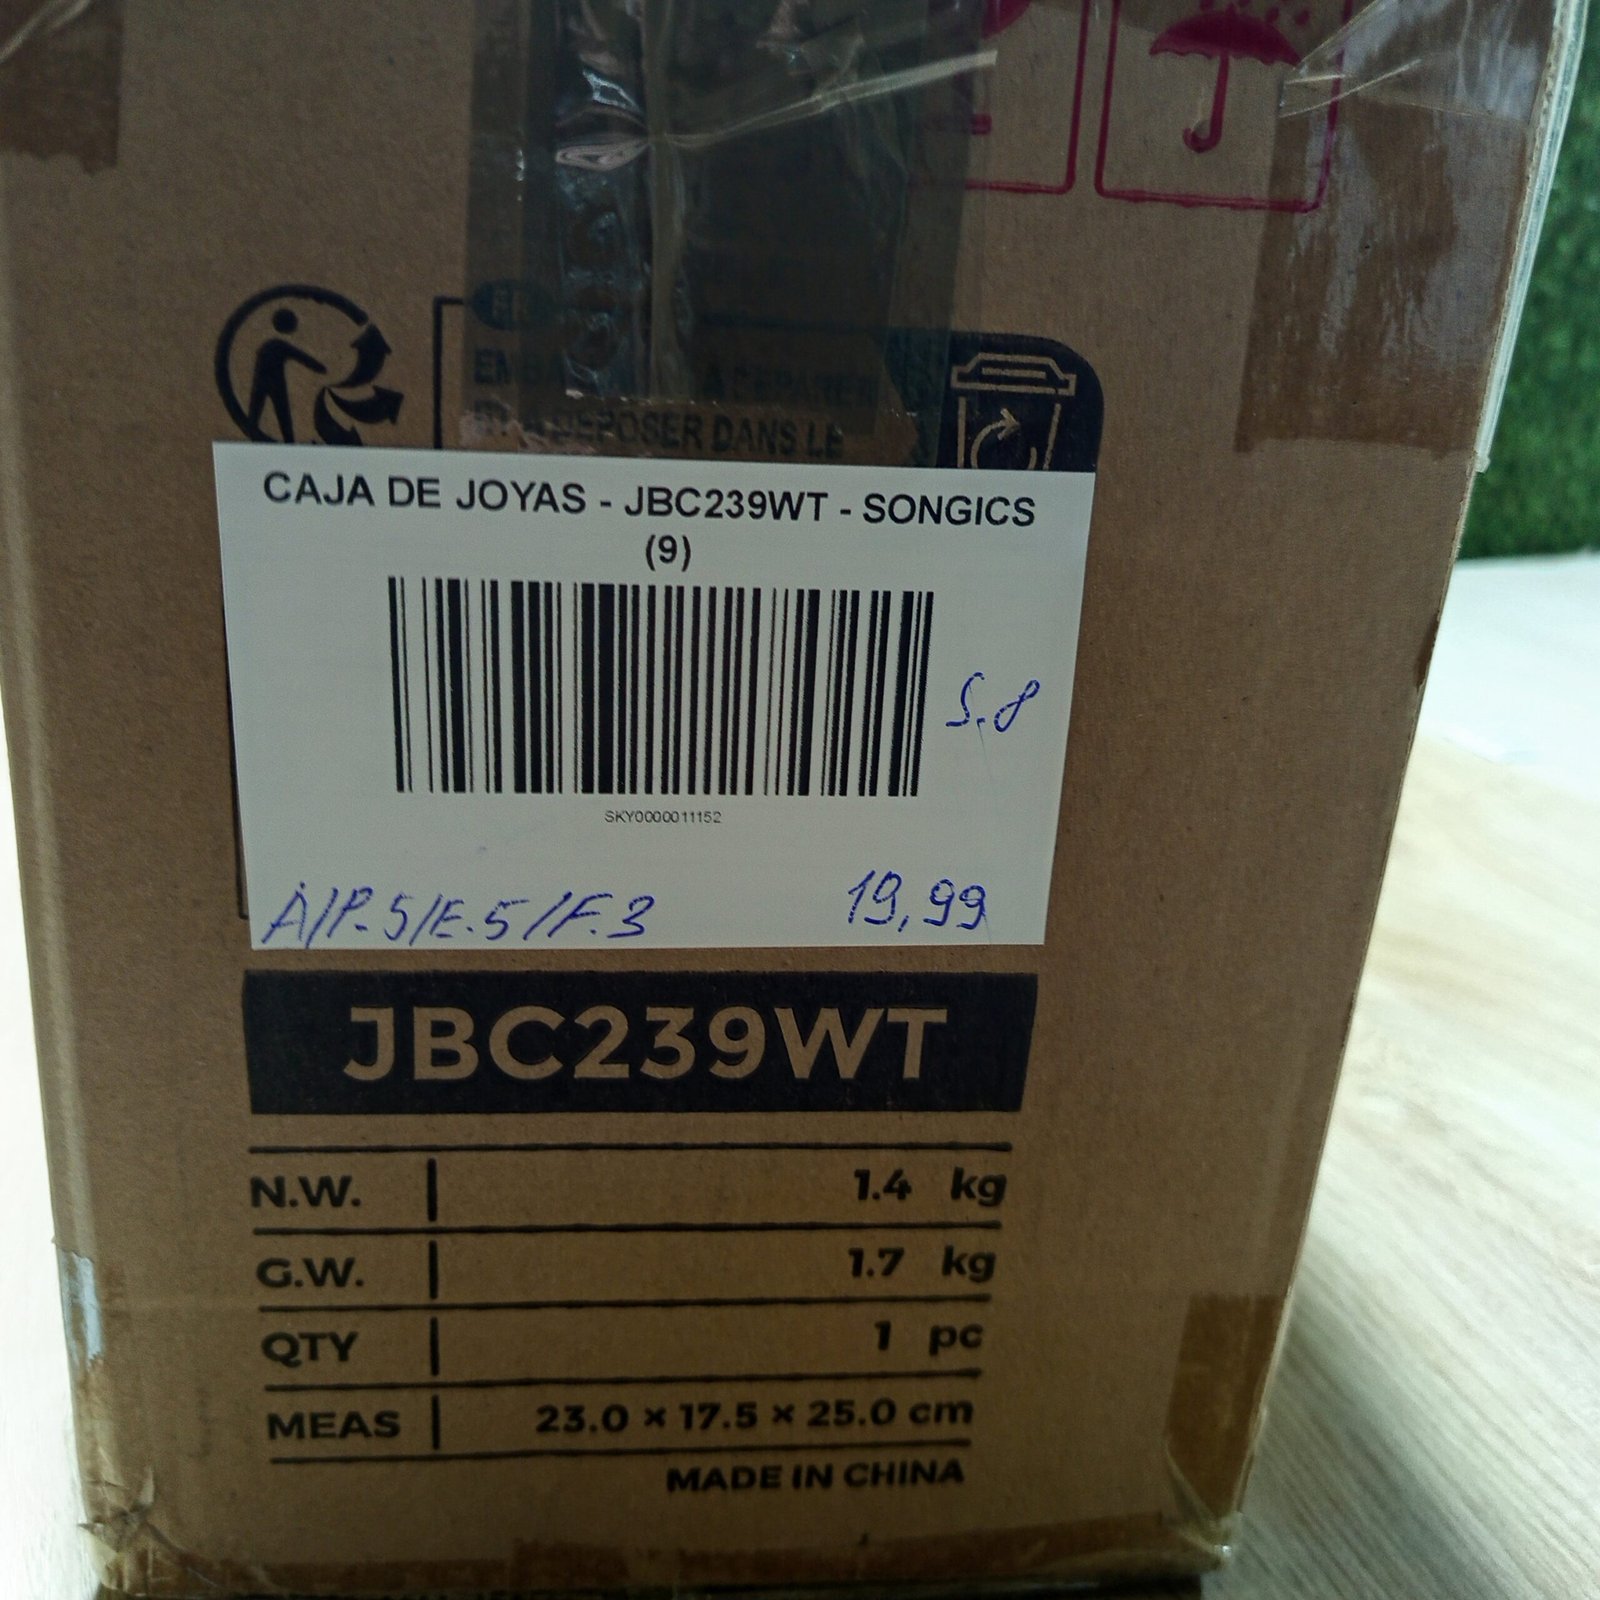 FR
EMBALLAGE À SÉPARER
ET À DÉPOSER DANS LE
CAJA DE JOYAS - JBC239WT - SONGICS
(9)
S.8
SKY0000011152
A/P.5/E.5/F.3 19,99
JBC239WT
N.W. 1.4 kg
G.W. 1.7 kg
QTY 1 pc
MEAS 23.0 × 17.5 × 25.0 cm
MADE IN CHINA